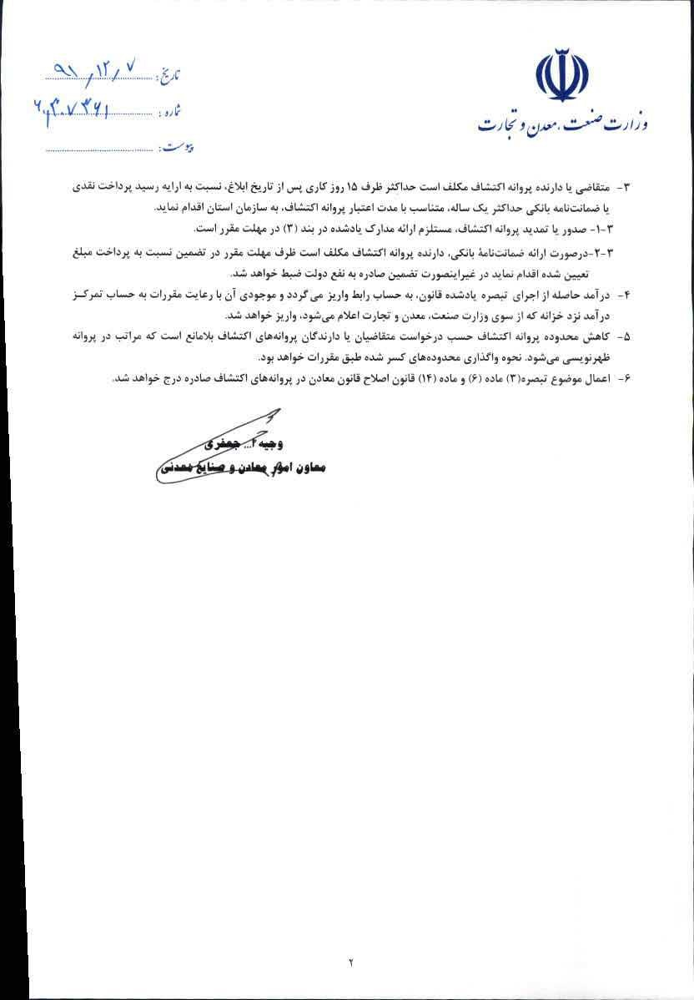 وزارت صنعت، معدن و تجارت
تاریخ: ۹۱/۱۲/۷
شماره:
پیوست:
۳- متقاضی یا دارنده پروانه اکتشاف مکلف است حداکثر ظرف ۱۵ روز کاری پس از تاریخ ابلاغ، نسبت به ارایه رسید پرداخت نقدی
یا ضمانت‌نامه بانکی حداکثر یک ساله، متناسب با مدت اعتبار پروانه اکتشاف، به سازمان استان اقدام نماید.
۳-۱- صدور یا تمدید پروانه اکتشاف، مستلزم ارائه مدارک یادشده در بند (۳) در مهلت مقرر است.
۳-۲-درصورت ارائه ضمانت‌نامۀ بانکی، دارنده پروانه اکتشاف مکلف است ظرف مهلت مقرر در تضمین نسبت به پرداخت مبلغ
تعیین شده اقدام نماید در غیراینصورت تضمین صادره به نفع دولت ضبط خواهد شد.
۴- درآمد حاصله از اجرای تبصره یادشده قانون، به حساب رابط واریز می گردد و موجودی آن با رعایت مقررات به حساب تمرکز
درآمد نزد خزانه که از سوی وزارت صنعت، معدن و تجارت اعلام می‌شود، واریز خواهد شد.
۵- کاهش محدوده پروانه اکتشاف حسب درخواست متقاضیان یا دارندگان پروانه‌های اکتشاف بلامانع است که مراتب در پروانه
ظهرنویسی می‌شود. نحوه واگذاری محدوده‌های کسر شده طبق مقررات خواهد بود.
۶- اعمال موضوع تبصره(۳) ماده (۶) و ماده (۱۴) قانون اصلاح قانون معادن در پروانه‌های اکتشاف صادره درج خواهد شد.
وجیه ا... جعفری
معاون امور معادن و صنایع معدنی
۲